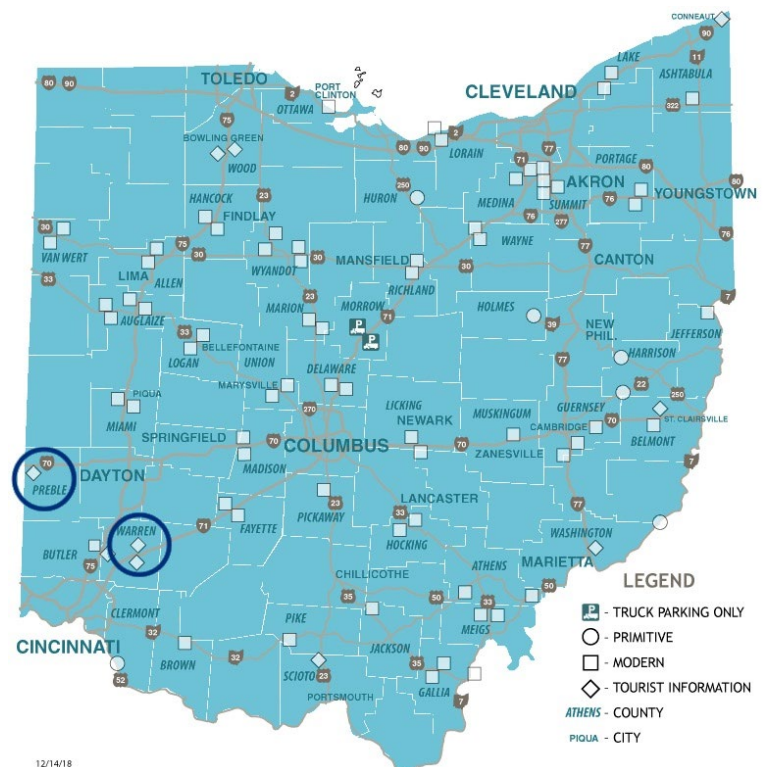 CONNEAUT
90
LAKE
11
ASHTABULA
TOLEDO
80 90
PORT
CLINTON
CLEVELAND
2
OTTAWA
322
75
BOWLING GREEN
WOOD
2
80 90
LORAIN
77
71
PORTAGE
80
80
HURON
250
MEDINA
AKRON
SUMMIT
76
YOUNGSTOWN
23
HANCOCK
FINDLAY
76
277
76
30
VAN WERT
75
30
WYANDOT
30
MANSFIELD
WAYNE
77
CANTON
LIMA
ALLEN
30
33
RICHLAND
23
MARION
MORROW
HOLMES
7
AUGLAIZE
P
P
71
39
NEW
PHIL.
JEFFERSON
33
BELLEFONTAINE
LOGAN
UNION
HARRISON
DELAWARE
77
MARYSVILLE
22
PIQUA
250
LICKING
GUERNSEY
MIAMI
270
NEWARK
MUSKINGUM
CAMBRIDGE
70
ST. CLAIRSVILLE
SPRINGFIELD
70
COLUMBUS
70
ZANESVILLE
BELMONT
MADISON
70
7
PREBLE
DAYTON
LANCASTER
PICKAWAY
23
77
71
FAYETTE
33
WARREN
HOCKING
WASHINGTON
BUTLER
75
ATHENS
MARIETTA
CHILLICOTHE
50
35
50
33
CLERMONT
PIKE
MEIGS
32
JACKSON
CINCINNATI
BROWN
32
35
SCIOTO
23
GALLIA
52
PORTSMOUTH
7
LEGEND
P - TRUCK PARKING ONLY
- PRIMITIVE
- MODERN
- TOURIST INFORMATION
ATHENS - COUNTY
PIQUA - CITY
12/14/18